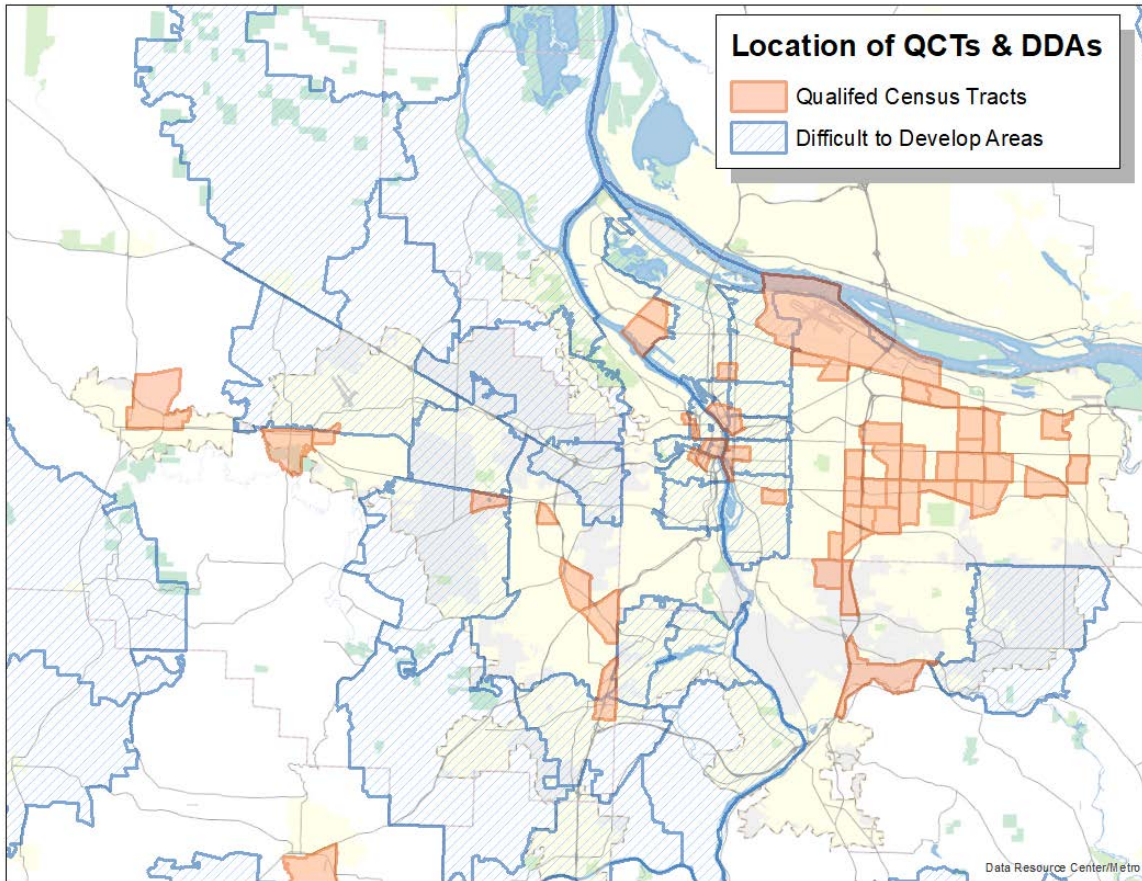 Location of QCTs & DDAs
Qualifed Census Tracts
Difficult to Develop Areas
Data Resource Center/Metro